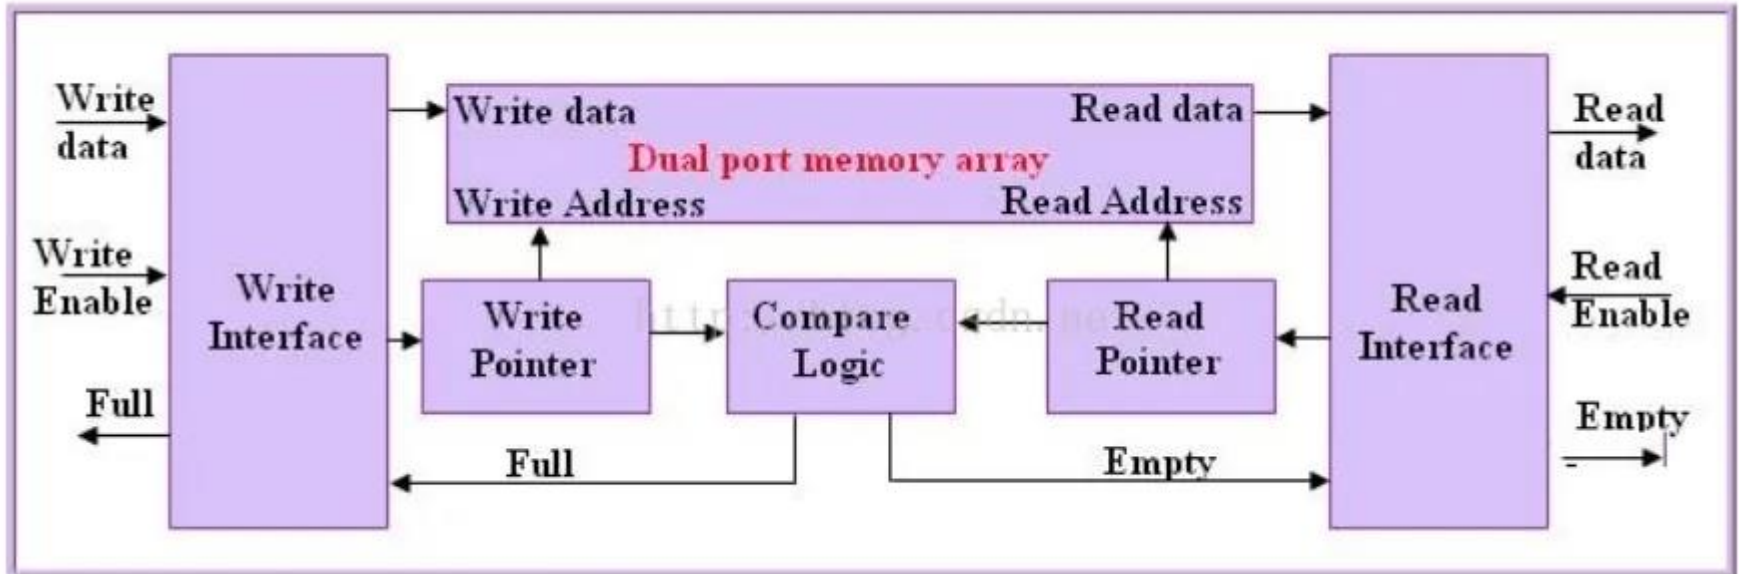 Write
data
Write
Enable
Full
Write
Interface
Write data
Read data
Dual port memory array
Write Address
Read Address
Write
Pointer
Compare
Logic
Read
Pointer
Full
Empty
Read
Interface
Read
data
Read
Enable
Empty